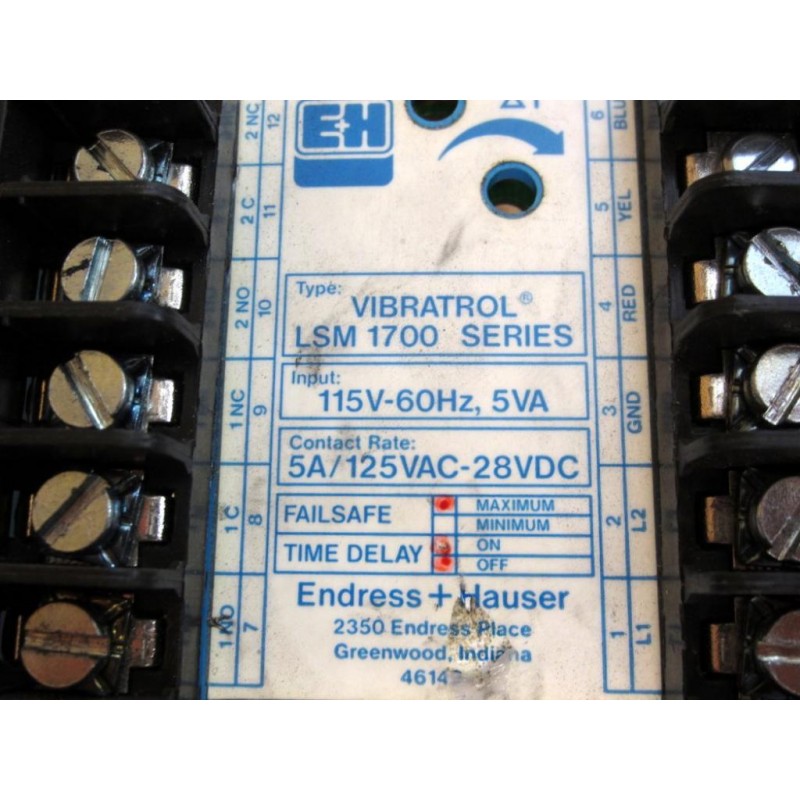 E+H
Type:
VIBRATROL®
LSM 1700 SERIES
Input:
115V-60Hz, 5VA
Contact Rate:
5A/125VAC-28VDC
FAILSAFE
MAXIMUM
MINIMUM
TIME DELAY
ON
OFF
Endress+Hauser
2350 Endress Place
Greenwood, Indiana
2 NC 12
2 C 11
2 NO 10
1 NC 9
1 C 8
1 NO 7
6
5 YEL
4 RED
3 GND
2 L2
1 L1